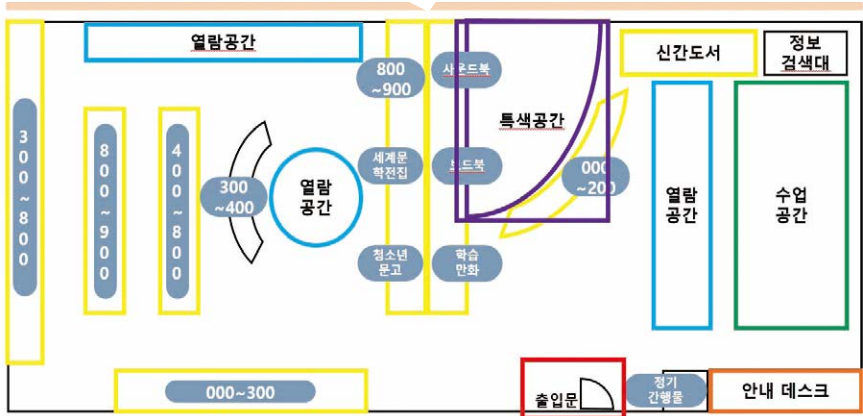 열람공간
800
~900
사운드북
특색공간
신간도서
정보
검색대
300~800
800~900
400~800
300
~400
열람
공간
세계문
학전집
보드북
000
~200
열람
공간
수업
공간
청소년
문고
학습
만화
000~300
출입문
정기
간행물
안내 데스크